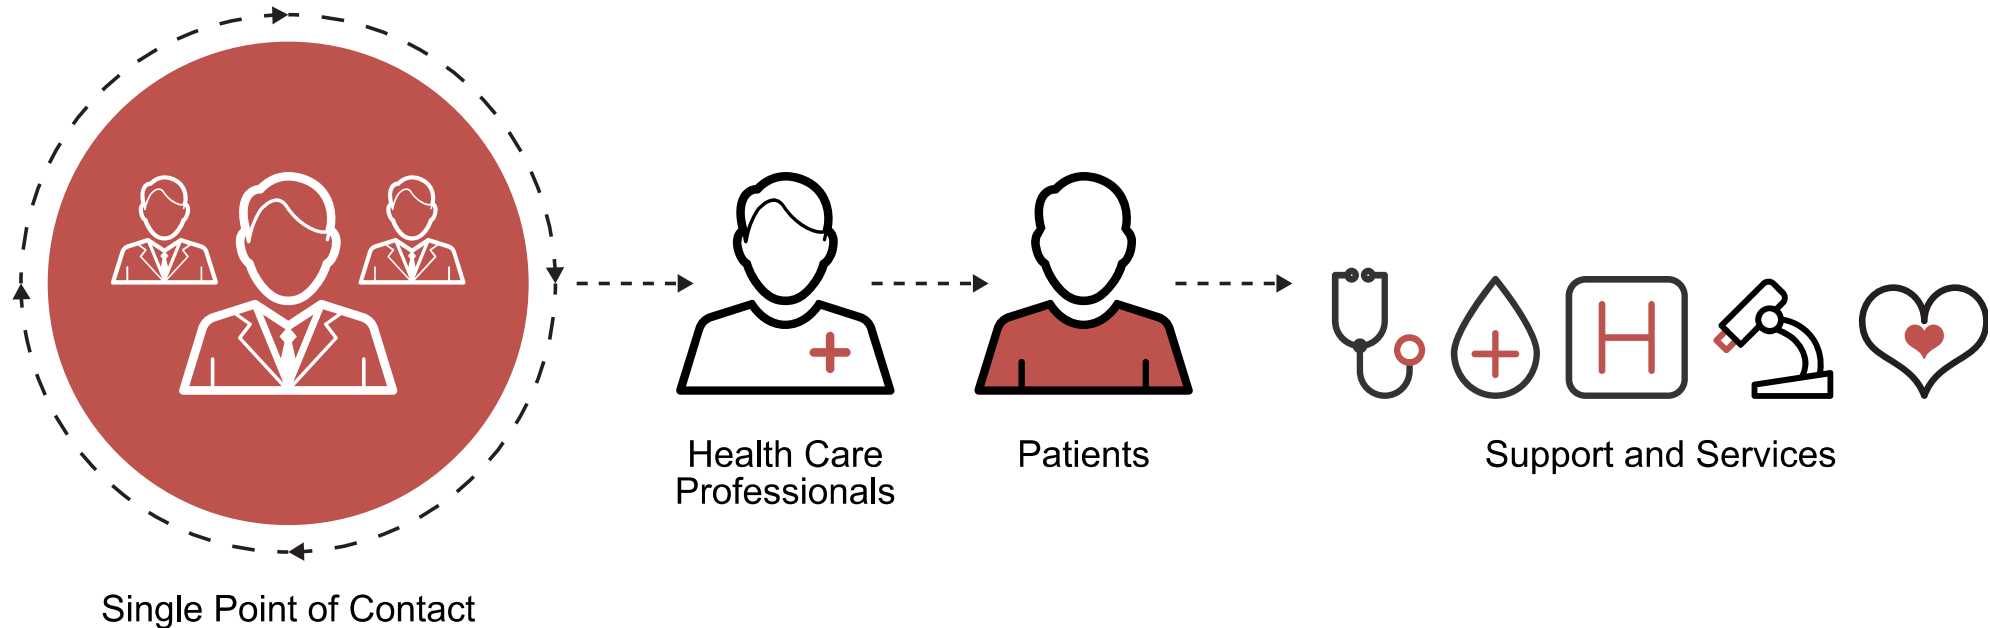 Health Care
Professionals
Patients
Support and Services
Single Point of Contact
H